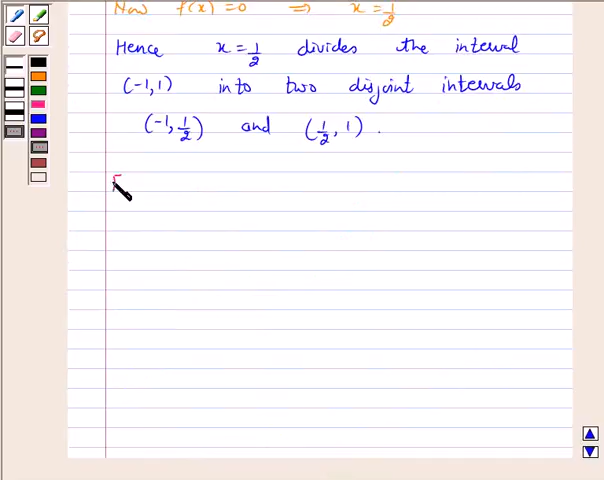 Now f(x) = 0 ⟹ x = 1/2
Hence x = 1/2 divides the interval
(-1, 1) into two disjoint intervals
(-1, 1/2) and (1/2, 1) .
F